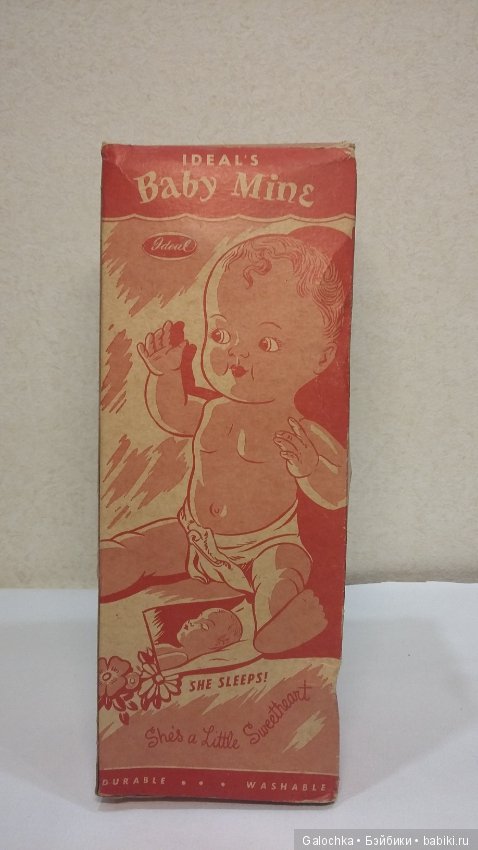 IDEAL'S
Baby Mine
Ideal
SHE SLEEPS!
She's a Little Sweetheart
DURABLE • • • WASHABLE
Galochka • Бэйбики • babiki.ru